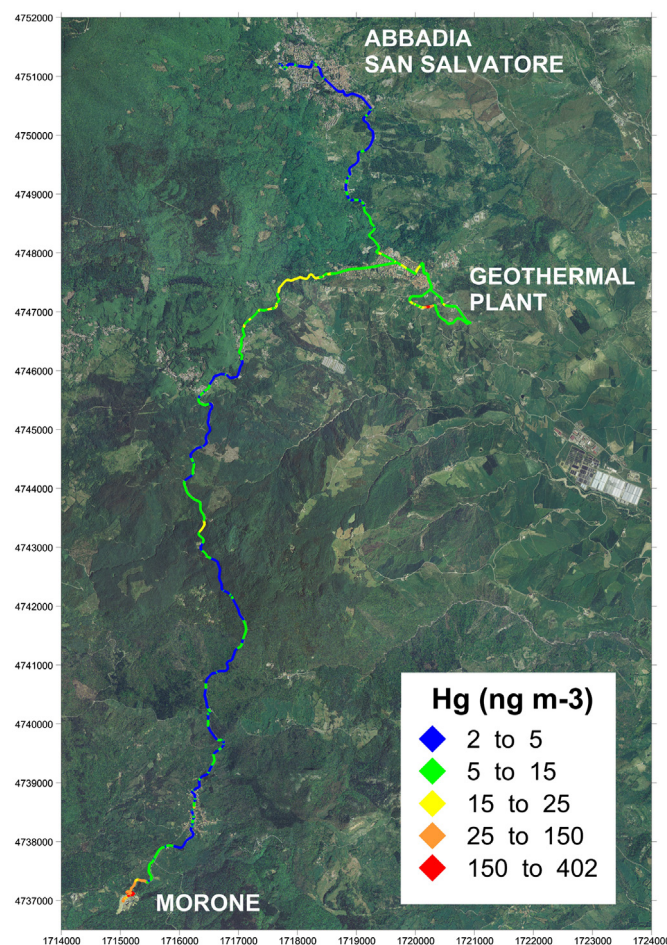 4752000
ABBADIA
SAN SALVATORE
4751000
4750000
4749000
4748000
GEOTHERMAL
PLANT
4747000
4746000
4745000
4744000
4743000
4742000
4741000
Hg (ng m-3)
2 to 5
4740000
5 to 15
4739000
15 to 25
25 to 150
4738000
150 to 402
4737000
MORONE
1714000 1715000 1716000 1717000 1718000 1719000 1720000 1721000 1722000 1723000 1724000